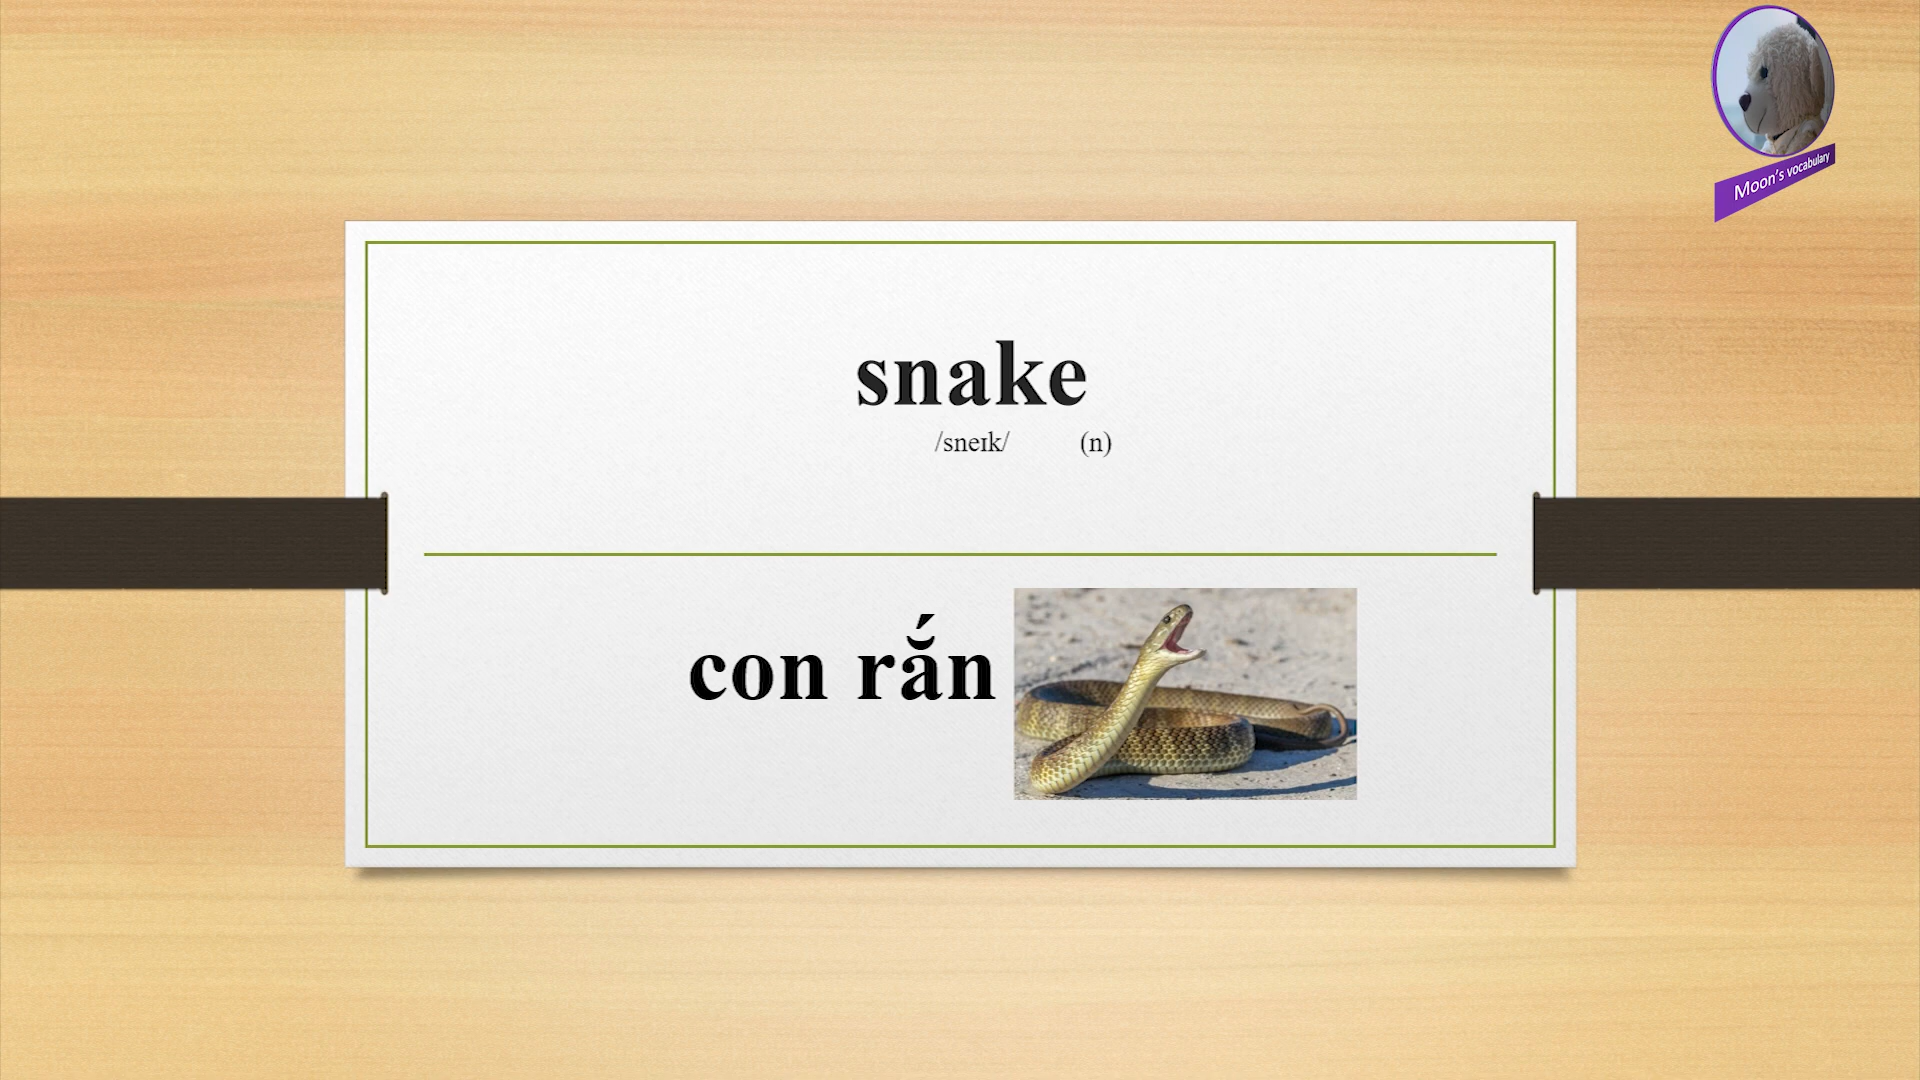 Moon's vocabulary
snake
/sneɪk/ (n)
con rắn